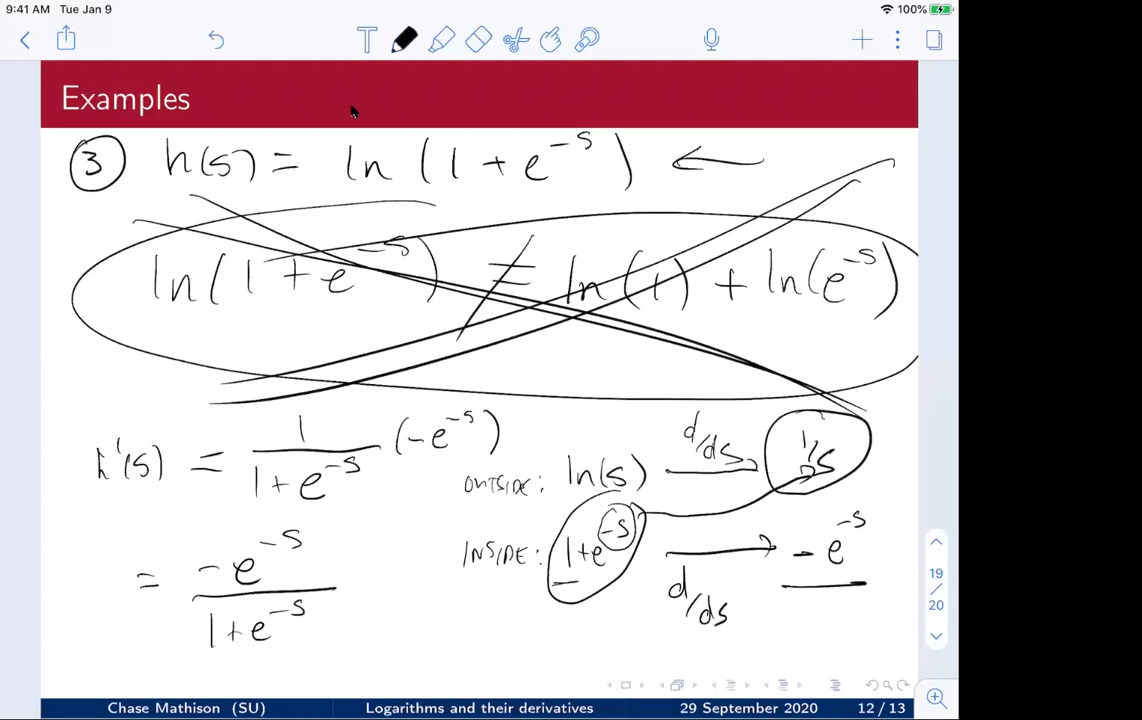 9:41 AM Tue Jan 9
100%
Examples
3 h(s) = ln (1 + e^-s) ←
ln(1+e^-s) ≠ ln(1) + ln(e^-s)
h'(s) = 1/(1+e^-s) (-e^-s)
OUTSIDE: ln(s) d/ds → 1/s
INSIDE: 1+e^-s → d/ds -e^-s
= -e^-s/(1+e^-s)
19
/
20
Chase Mathison (SU) Logarithms and their derivatives 29 September 2020 12 / 13